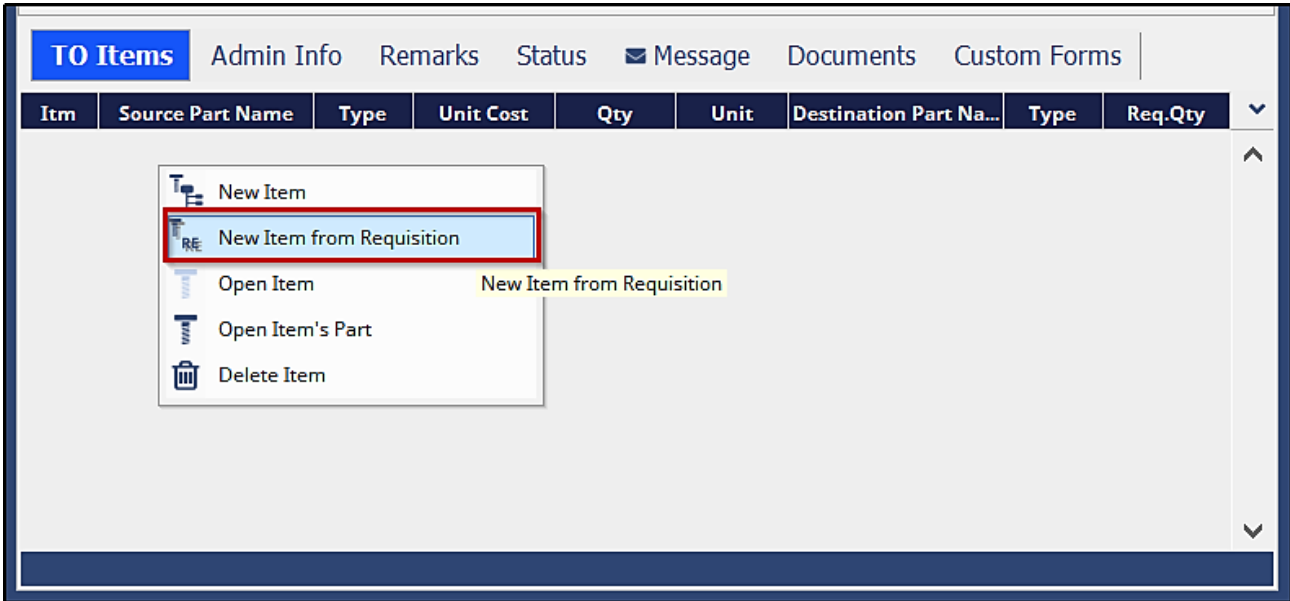 TO Items Admin Info Remarks Status Message Documents Custom Forms
Itm Source Part Name Type Unit Cost Qty Unit Destination Part Na... Type Req.Qty
New Item
RE New Item from Requisition
Open Item New Item from Requisition
Open Item's Part
Delete Item